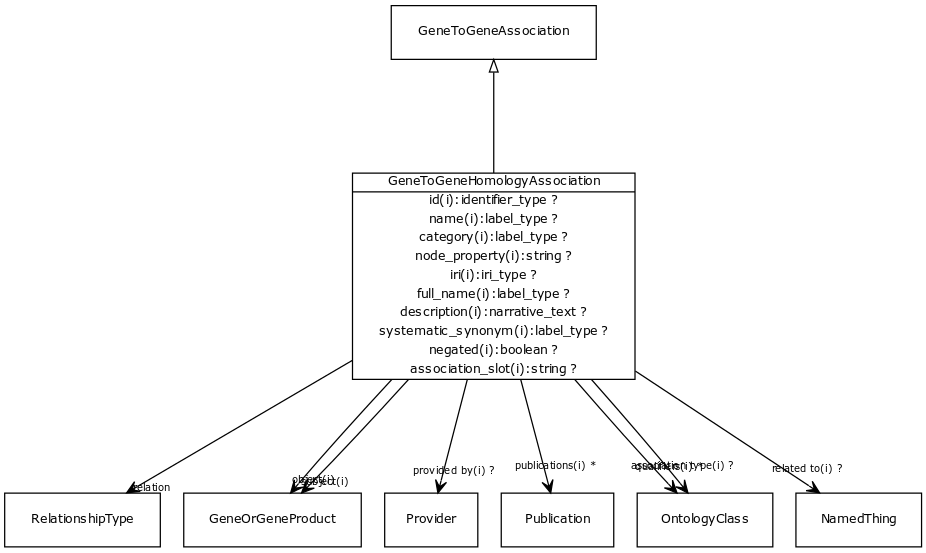 GeneToGeneAssociation
GeneToGeneHomologyAssociation
id(i):identifier_type ?
name(i):label_type ?
category(i):label_type ?
node_property(i):string ?
iri(i):iri_type ?
full_name(i):label_type ?
description(i):narrative_text ?
systematic_synonym(i):label_type ?
negated(i):boolean ?
association_slot(i):string ?
relation
object(i)
subject(i)
provided by(i) ?
publications(i) *
association type(i) ?
qualifiers(i) *
related to(i) ?
RelationshipType
GeneOrGeneProduct
Provider
Publication
OntologyClass
NamedThing